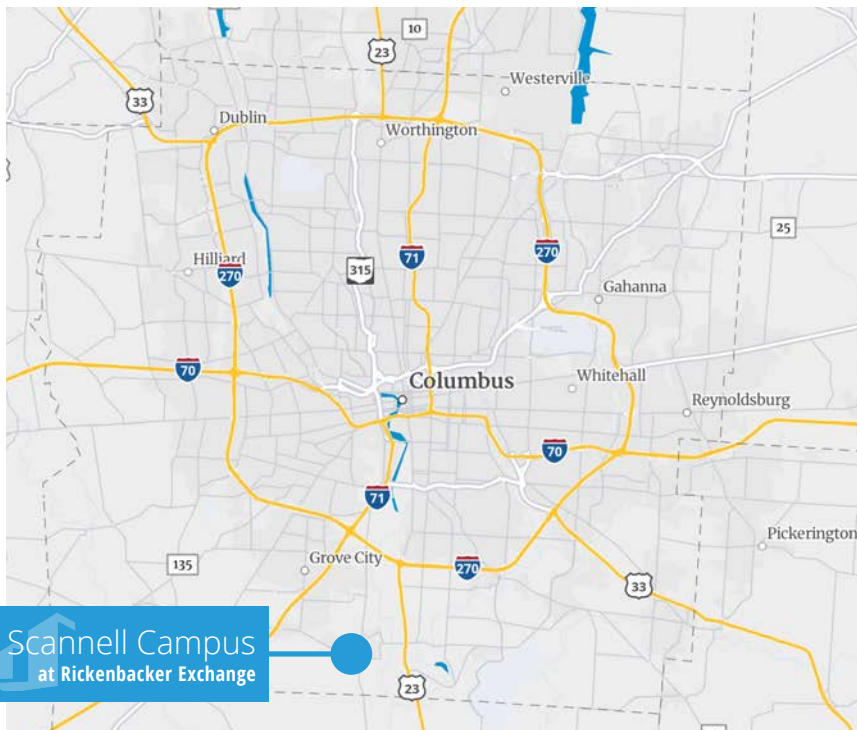 10
23
Westerville
33
Dublin
Worthington
25
Hilliard
270
315
71
270
Gahanna
70
Columbus
Whitehall
Reynoldsburg
70
71
Pickerington
135
Grove City
270
33
Scannell Campus
at Rickenbacker Exchange
23